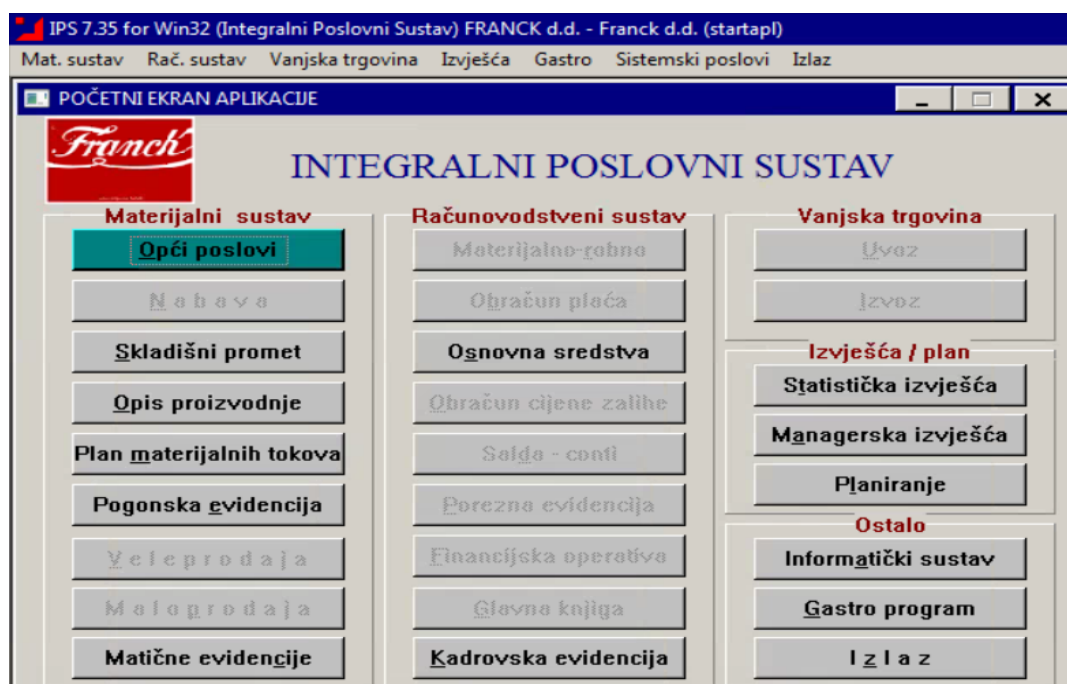 IPS 7.35 for Win32 (Integralni Poslovni Sustav) FRANCK d.d. - Franck d.d. (startapl)
Mat. sustav Rač. sustav Vanjska trgovina Izvješća Gastro Sistemski poslovi Izlaz
POČETNI EKRAN APLIKACIJE
Franck
INTEGRALNI POSLOVNI SUSTAV
Materijalni sustav
Opći poslovi
Nabava
Skladišni promet
Opis proizvodnje
Plan materijalnih tokova
Pogonska evidencija
Veleprodaja
Maloprodaja
Matične evidencije
Računovodstveni sustav
Materijalno-robno
Obračun plaća
Osnovna sredstva
Obračun cijene zalihe
Salda - conti
Porezna evidencija
Financijska operativa
Glavna knjiga
Kadrovska evidencija
Vanjska trgovina
Uvoz
Izvoz
Izvješća / plan
Statistička izvješća
Managerska izvješća
Planiranje
Ostalo
Informatički sustav
Gastro program
Izlaz